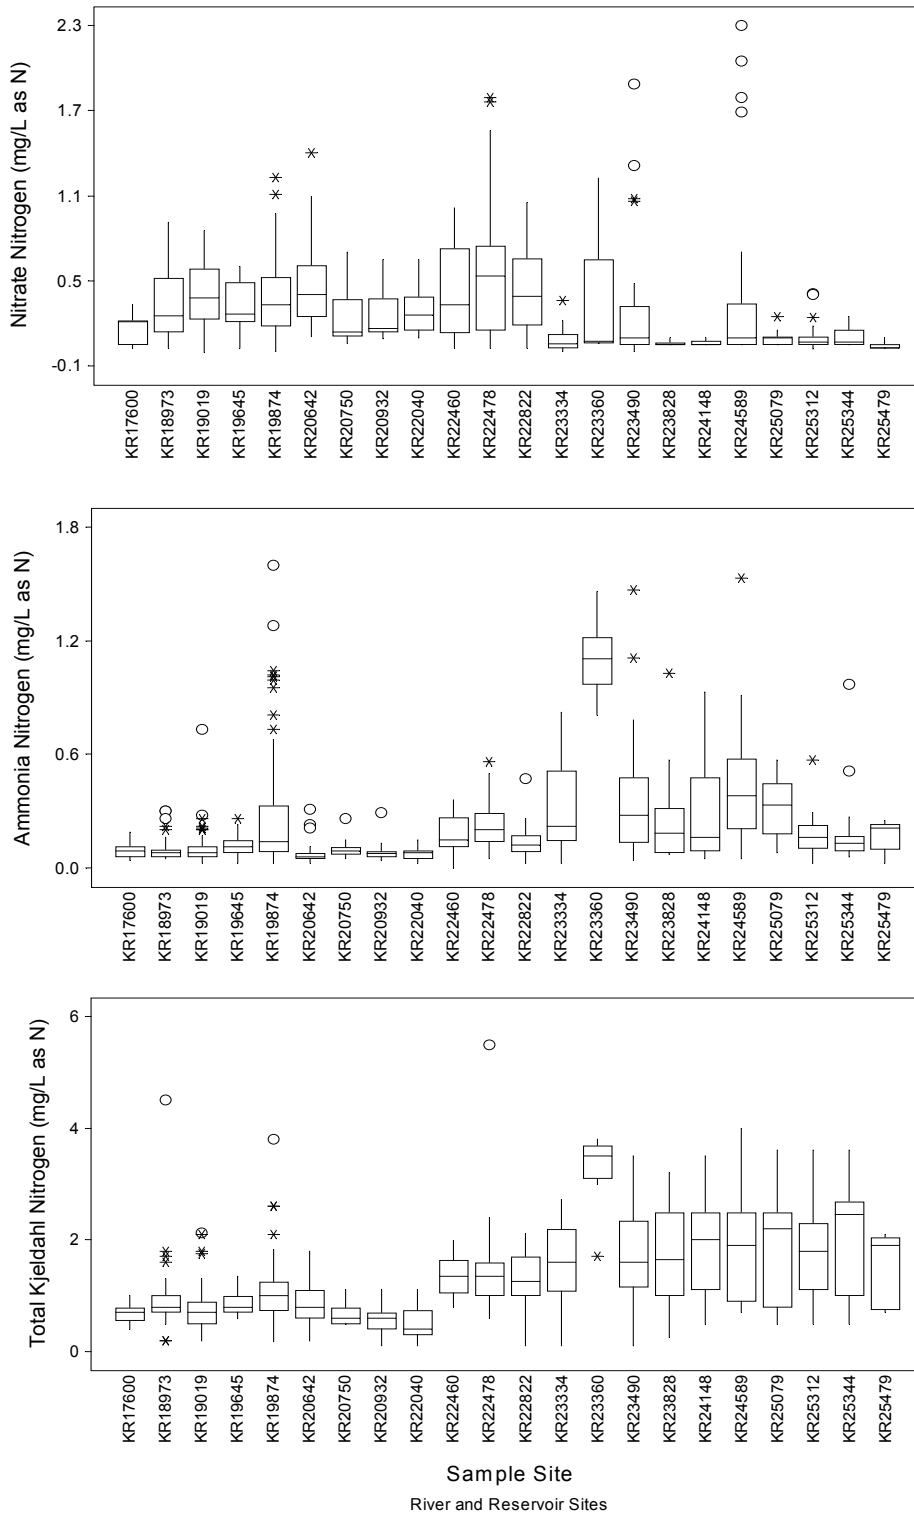 Nitrate Nitrogen (mg/L as N)
2.3
1.7
1.1
0.5
-0.1
KR17600
KR18973
KR19019
KR19645
KR19874
KR20642
KR20750
KR20932
KR22040
KR22460
KR22478
KR22822
KR23334
KR23360
KR23490
KR23828
KR24148
KR24589
KR25079
KR25312
KR25344
KR25479
Ammonia Nitrogen (mg/L as N)
1.8
1.2
0.6
0.0
KR17600
KR18973
KR19019
KR19645
KR19874
KR20642
KR20750
KR20932
KR22040
KR22460
KR22478
KR22822
KR23334
KR23360
KR23490
KR23828
KR24148
KR24589
KR25079
KR25312
KR25344
KR25479
Total Kjeldahl Nitrogen (mg/L as N)
6
4
2
0
KR17600
KR18973
KR19019
KR19645
KR19874
KR20642
KR20750
KR20932
KR22040
KR22460
KR22478
KR22822
KR23334
KR23360
KR23490
KR23828
KR24148
KR24589
KR25079
KR25312
KR25344
KR25479
Sample Site
River and Reservoir Sites